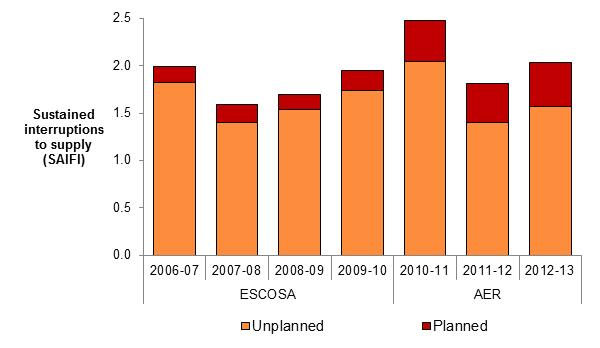 2.5
2.0
1.5
1.0
0.5
0.0
Sustained
interruptions
to supply
(SAIFI)
2006-07 2007-08 2008-09 2009-10 2010-11 2011-12 2012-13
ESCOSA AER
Unplanned Planned